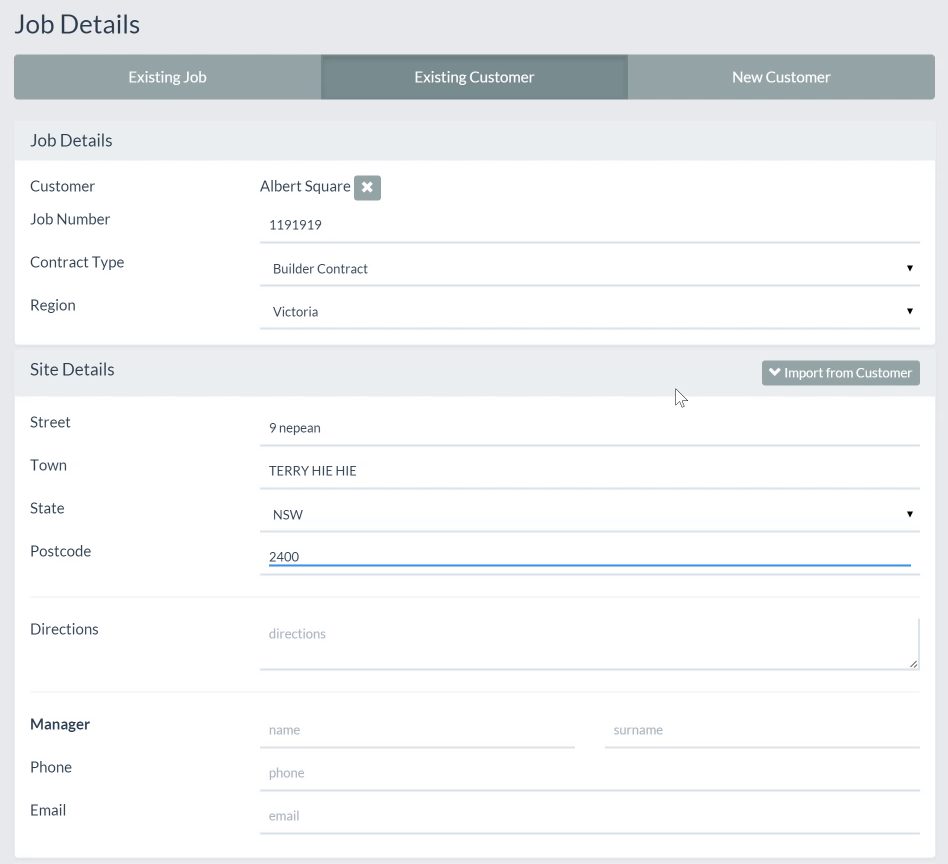 Job Details
Existing Job Existing Customer New Customer
Job Details
Customer Albert Square
Job Number 1191919
Contract Type Builder Contract
Region Victoria
Site Details Import from Customer
Street 9 nepean
Town TERRY HIE HIE
State NSW
Postcode 2400
Directions directions
Manager name surname
Phone phone
Email email